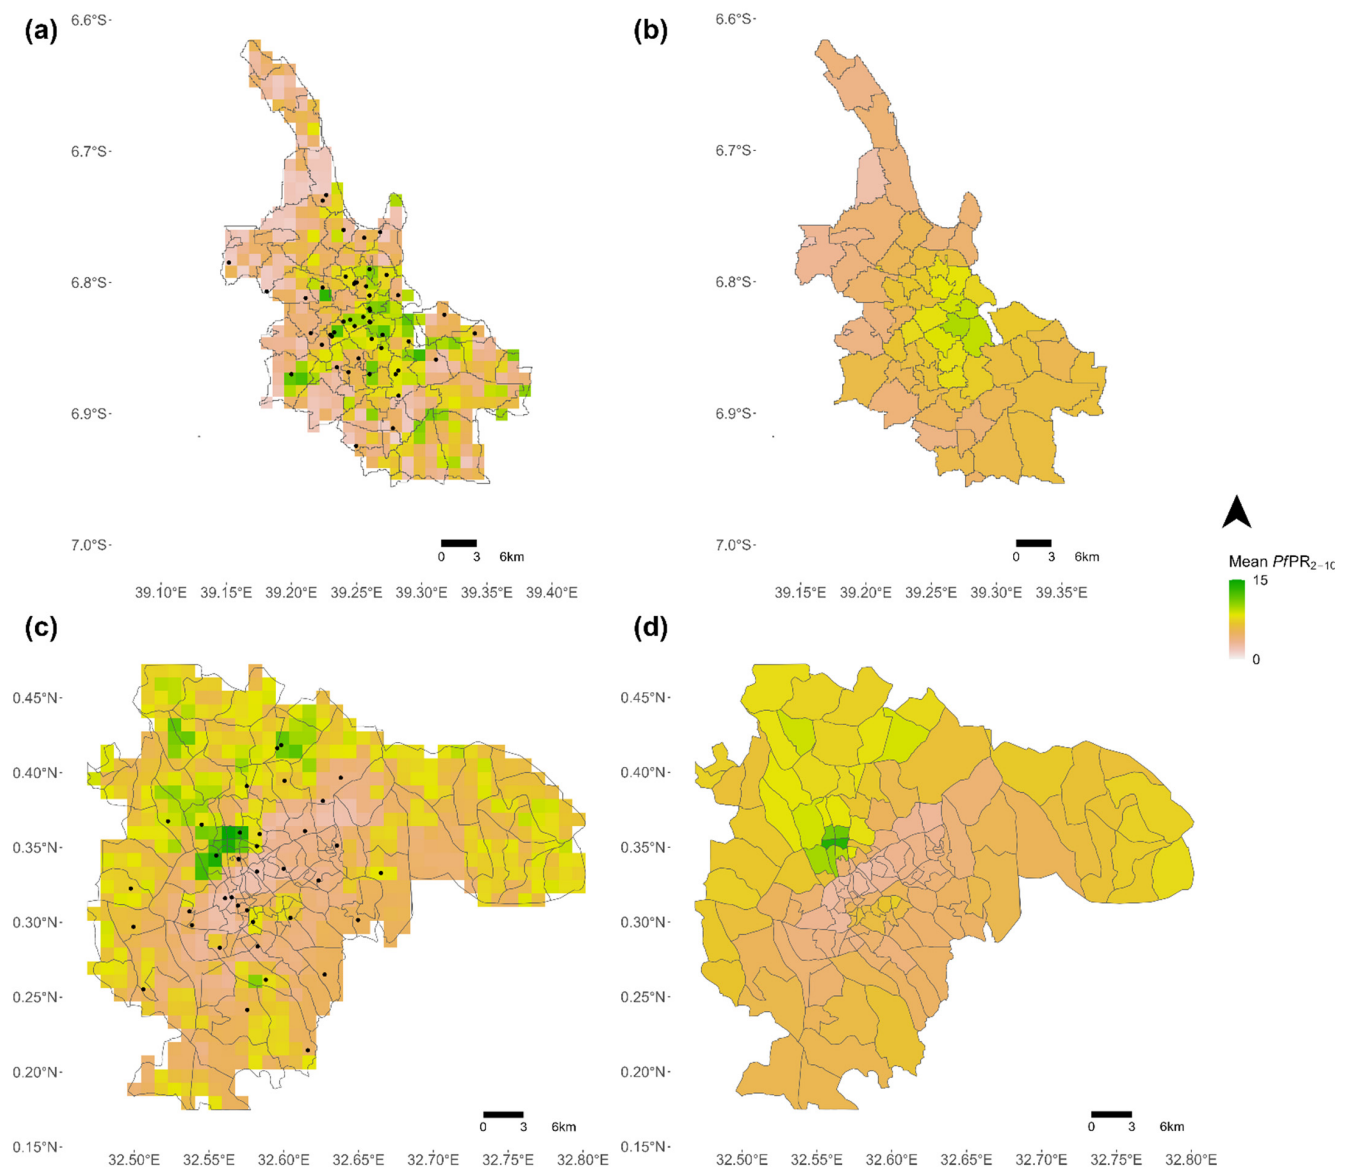 (a)
6.6°S
6.7°S
6.8°S
6.9°S
7.0°S
0 3 6km
39.10°E 39.15°E 39.20°E 39.25°E 39.30°E 39.35°E 39.40°E
(b)
6.6°S
6.7°S
6.8°S
6.9°S
7.0°S
0 3 6km
39.15°E 39.20°E 39.25°E 39.30°E 39.35°E
Mean PfPR2–10
15
0
(c)
0.45°N
0.40°N
0.35°N
0.30°N
0.25°N
0.20°N
0.15°N
0 3 6km
32.50°E 32.55°E 32.60°E 32.65°E 32.70°E 32.75°E 32.80°E
(d)
0.45°N
0.40°N
0.35°N
0.30°N
0.25°N
0.20°N
0.15°N
0 3 6km
32.50°E 32.55°E 32.60°E 32.65°E 32.70°E 32.75°E 32.80°E